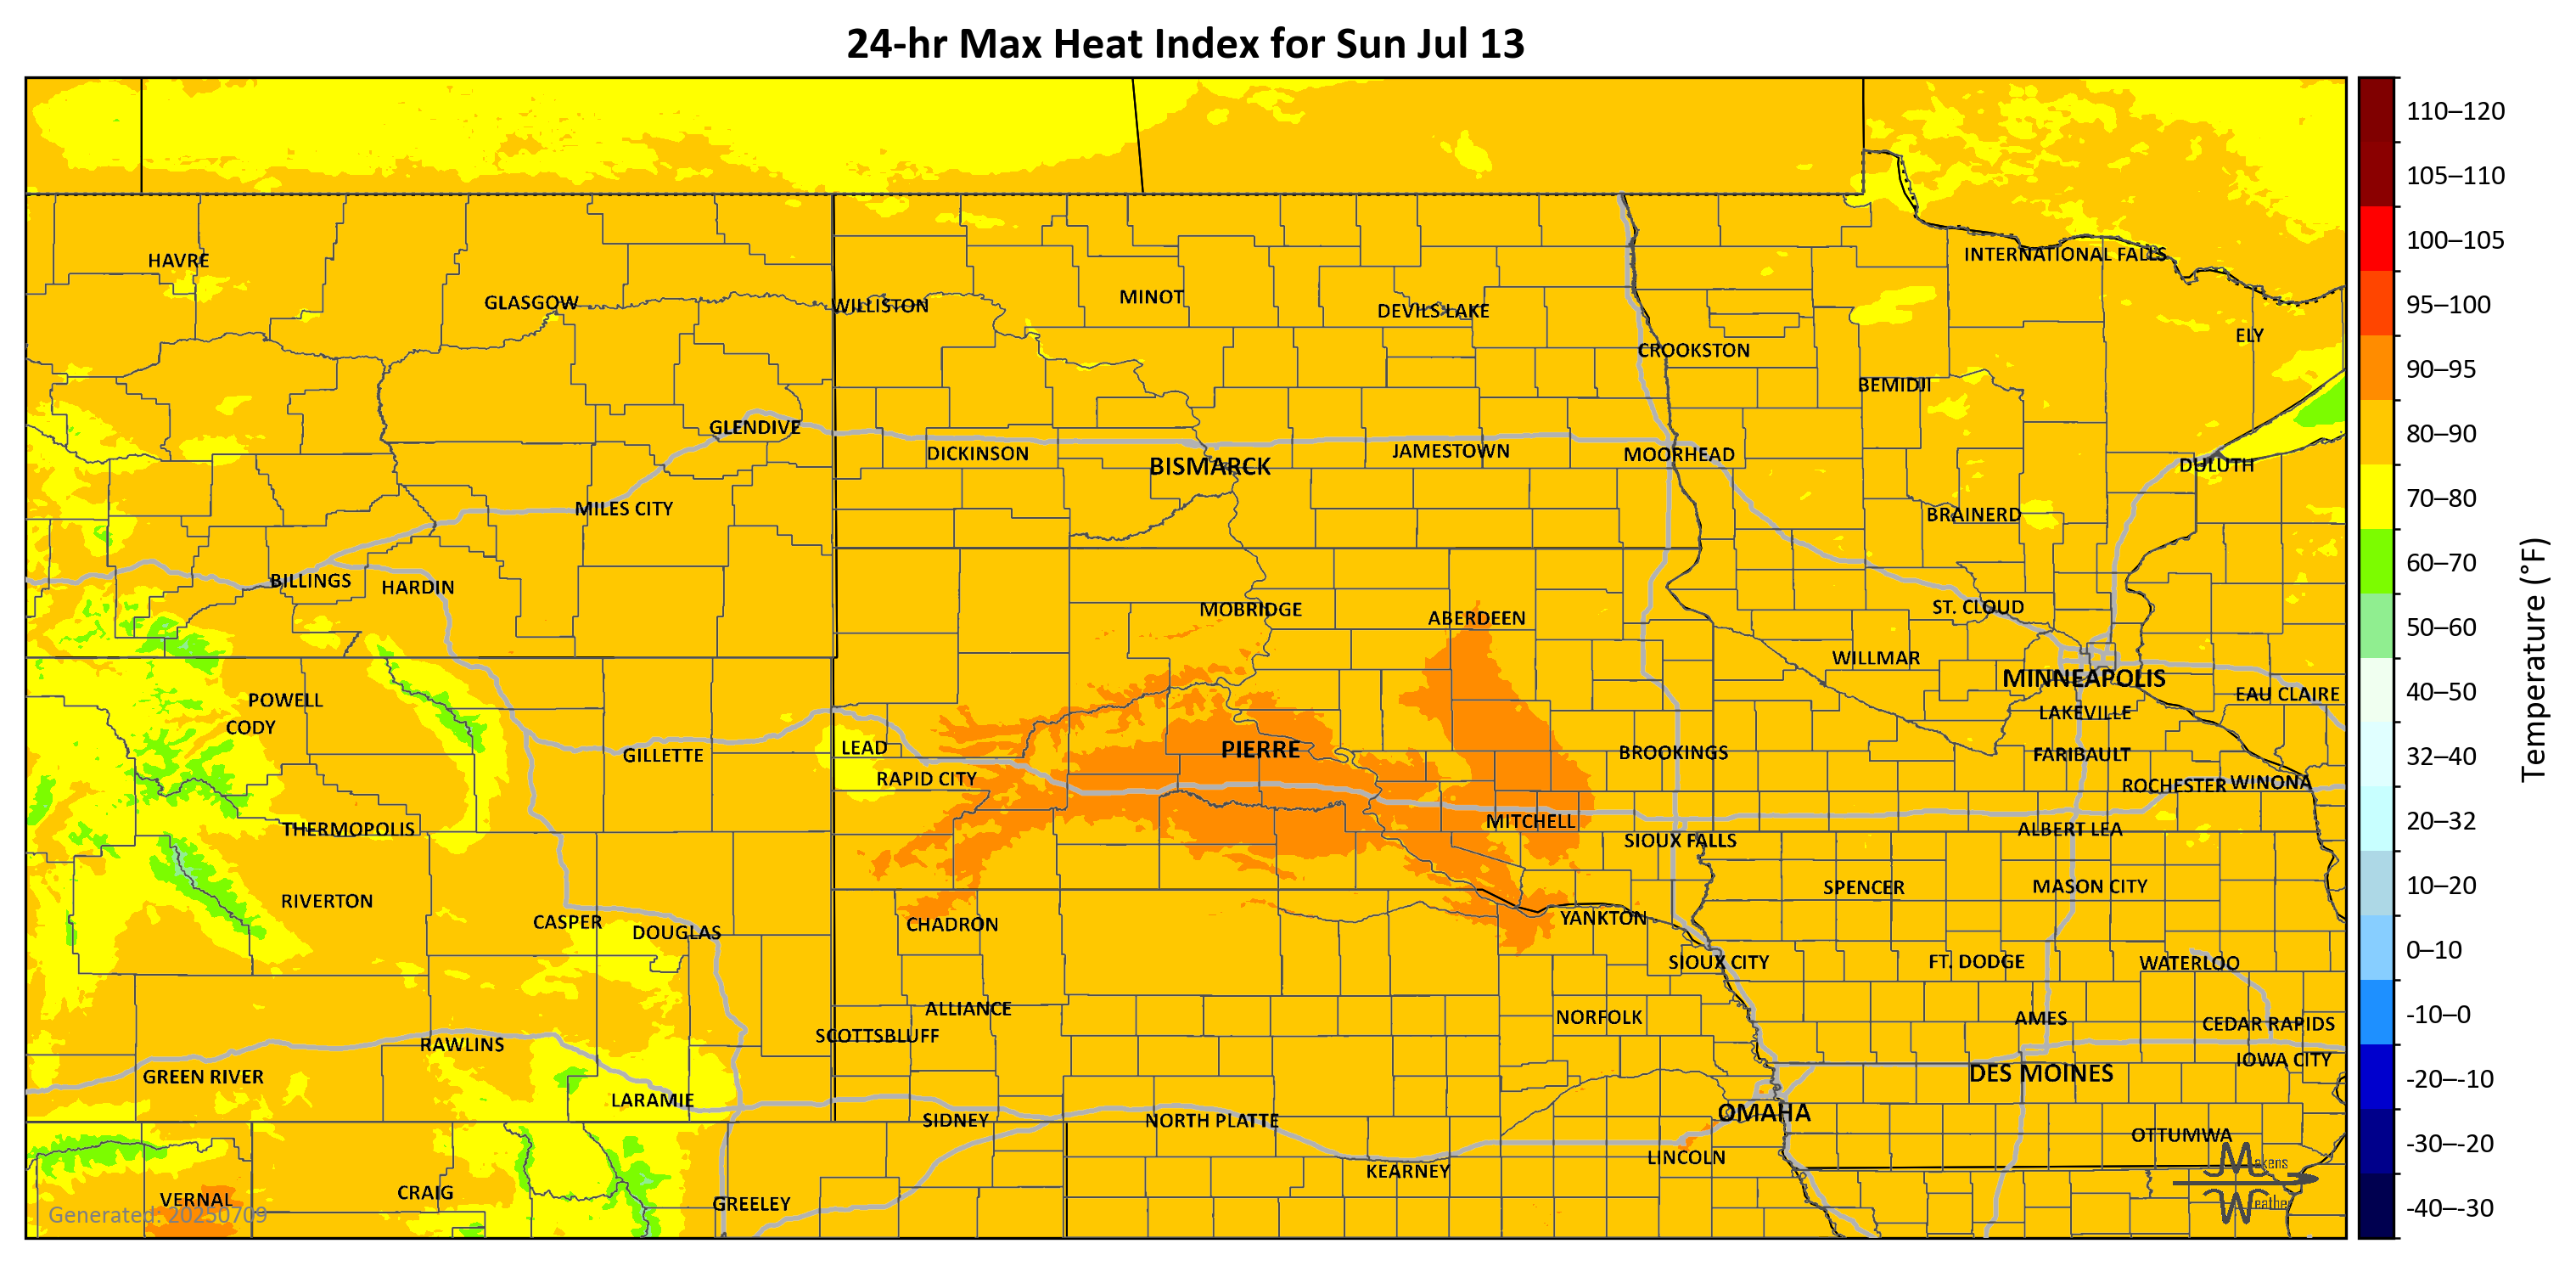 24-hr Max Heat Index for Sun Jul 13
110–120
105–110
100–105
95–100
90–95
80–90
70–80
60–70
50–60
40–50
32–40
20–32
10–20
0–10
-10–0
-20–-10
-30–-20
-40–-30
Temperature (°F)
HAVRE
GLASGOW
WILLISTON
MINOT
DEVILS LAKE
CROOKSTON
INTERNATIONAL FALLS
ELY
BEMIDJI
GLENDIVE
DICKINSON
BISMARCK
JAMESTOWN
MOORHEAD
DULUTH
MILES CITY
BRAINERD
BILLINGS
HARDIN
MOBRIDGE
ABERDEEN
ST. CLOUD
WILLMAR
MINNEAPOLIS
EAU CLAIRE
POWELL
CODY
LAKEVILLE
GILLETTE
LEAD
PIERRE
BROOKINGS
FARIBAULT
RAPID CITY
ROCHESTER
WINONA
THERMOPOLIS
MITCHELL
SIOUX FALLS
ALBERT LEA
RIVERTON
SPENCER
MASON CITY
CASPER
DOUGLAS
CHADRON
YANKTON
SIOUX CITY
FT. DODGE
WATERLOO
ALLIANCE
NORFOLK
AMES
CEDAR RAPIDS
SCOTTSBLUFF
RAWLINS
IOWA CITY
GREEN RIVER
DES MOINES
LARAMIE
SIDNEY
NORTH PLATTE
OMAHA
OTTUMWA
LINCOLN
KEARNEY
VERNAL
CRAIG
GREELEY
Generated: 20250709
Makens
Weather